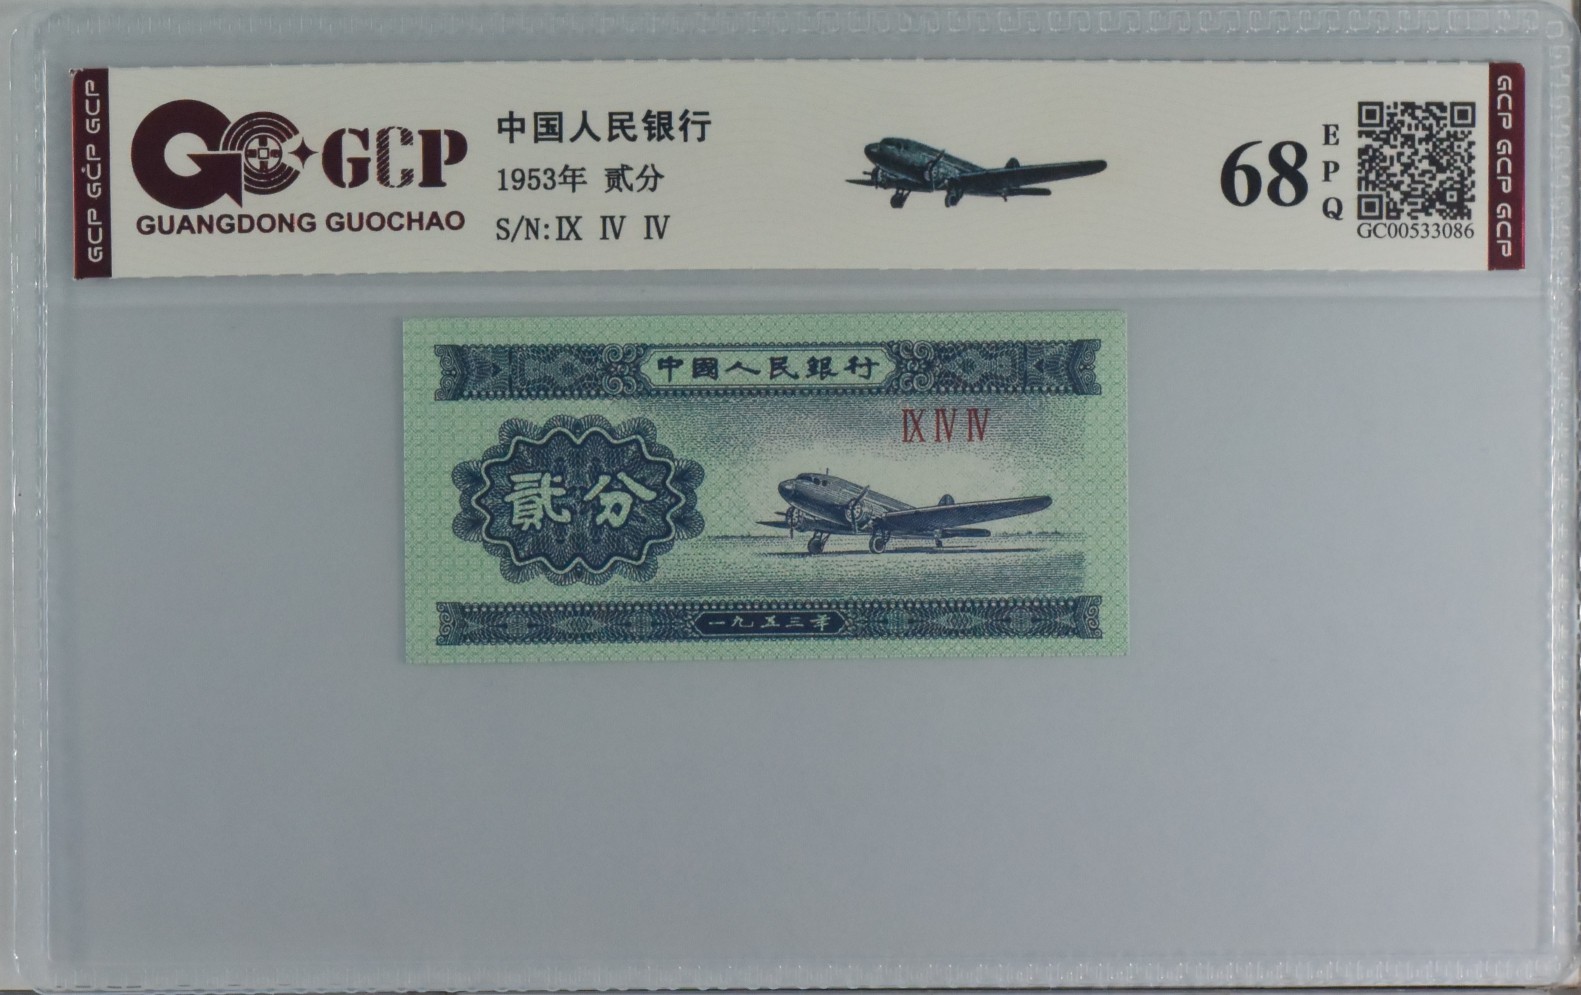 GCP GCP GCP
GCP
GUANGDONG GUOCHAO
中国人民银行
1953年 贰分
S/N:Ⅸ Ⅳ Ⅳ
68
EPQ
GC00533086
GCP GCP GCP
中國人民銀行
Ⅸ Ⅳ Ⅳ
貳分
一九五三年